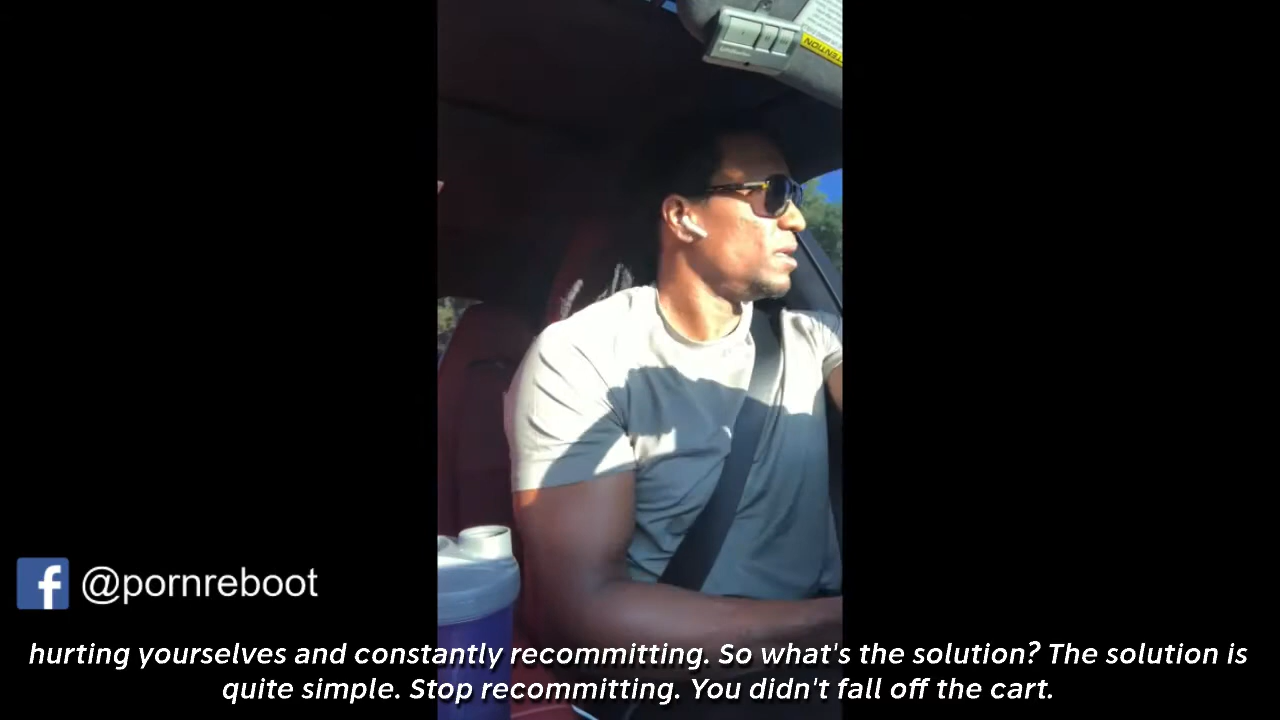 ATTENTION
@pornreboot
hurting yourselves and constantly recommitting. So what's the solution? The solution is
quite simple. Stop recommitting. You didn't fall off the cart.